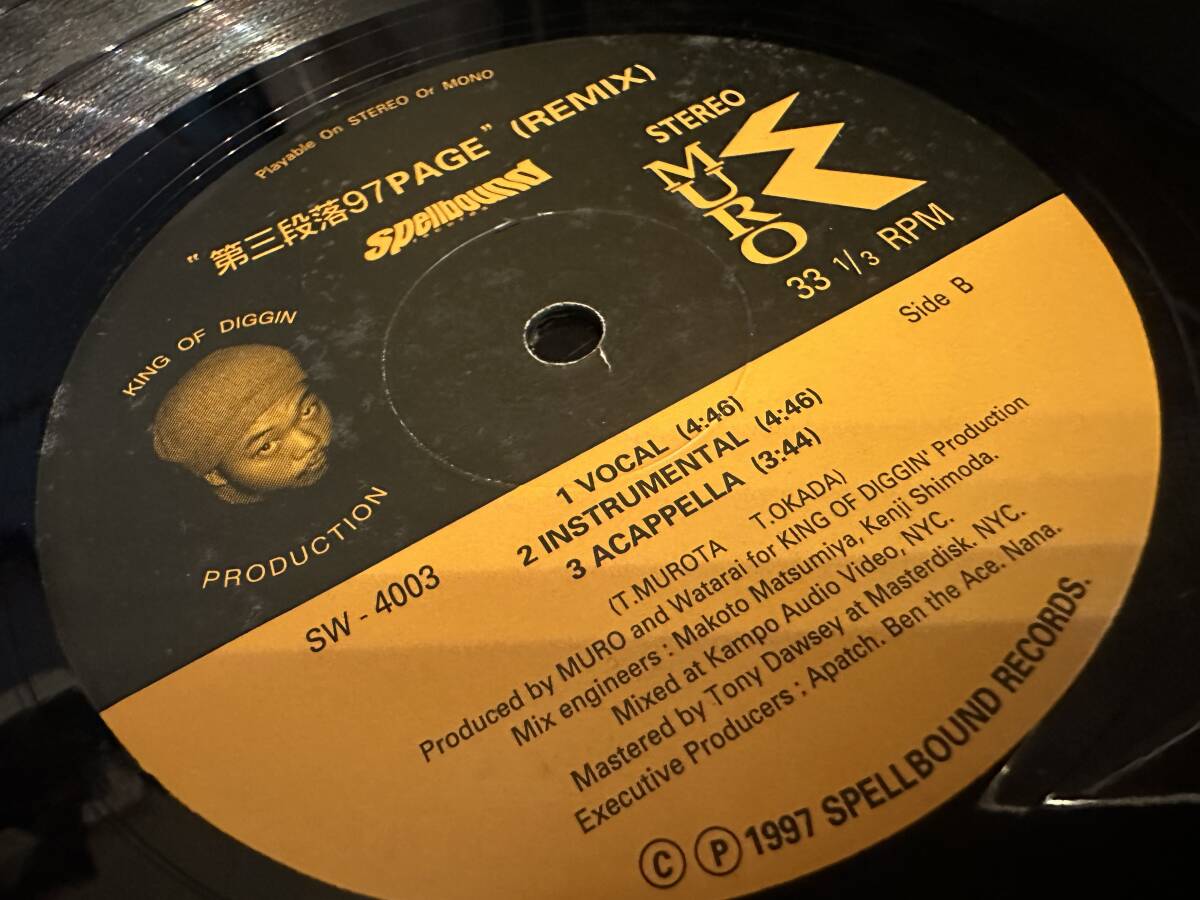 Playable On STEREO Or MONO
"第三段落97PAGE" (REMIX)
spellbound
STEREO
MURO
33 1/3 RPM
KING OF DIGGIN
PRODUCTION
SW - 4003
Side B
1 VOCAL (4:46)
2 INSTRUMENTAL (4:46)
3 ACAPPELLA (3:44)
(T.MUROTA T.OKADA)
Produced by MURO and Watarai for KING OF DIGGIN' Production
Mix engineers : Makoto Matsumiya, Kenji Shimoda.
Mixed at Kampo Audio Video, NYC.
Mastered by Tony Dawsey at Masterdisk. NYC.
Executive Producers : Apatch. Ben the Ace. Nana.
Ⓒ Ⓟ 1997 SPELLBOUND RECORDS.